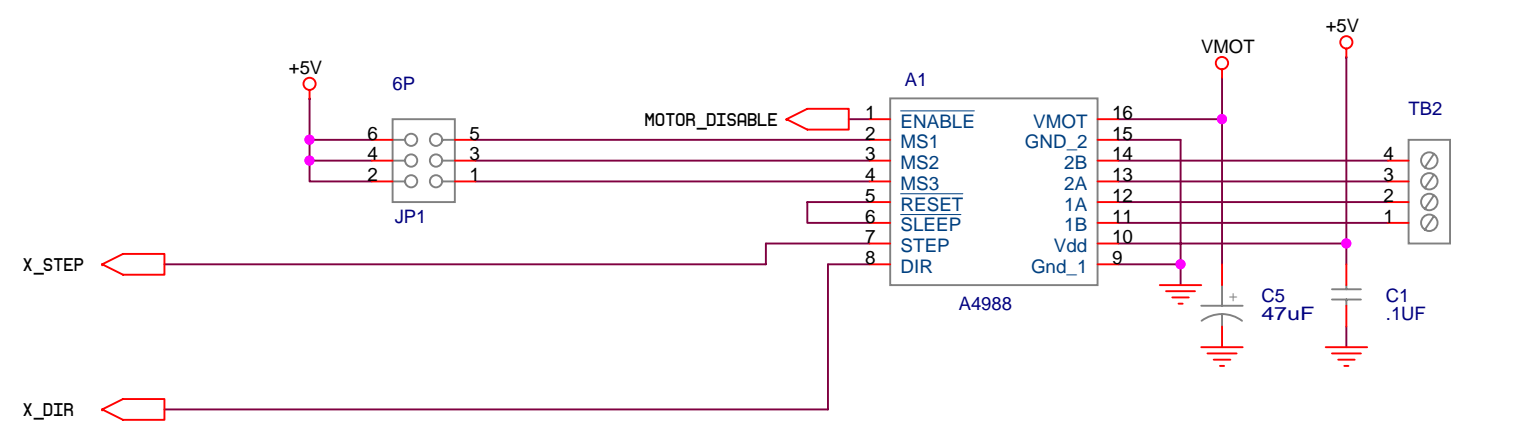 +5V
VMOT
+5V
6P
A1
TB2
MOTOR_DISABLE
1 ENABLE
VMOT 16
6 5
2 MS1
GND_2 15
4 3
3 MS2
2B 14
4
2 1
4 MS3
2A 13
3
JP1
5 RESET
1A 12
2
6 SLEEP
1B 11
1
7 STEP
Vdd 10
X_STEP
8 DIR
Gnd_1 9
A4988
+
C5
47uF
C1
.1UF
X_DIR